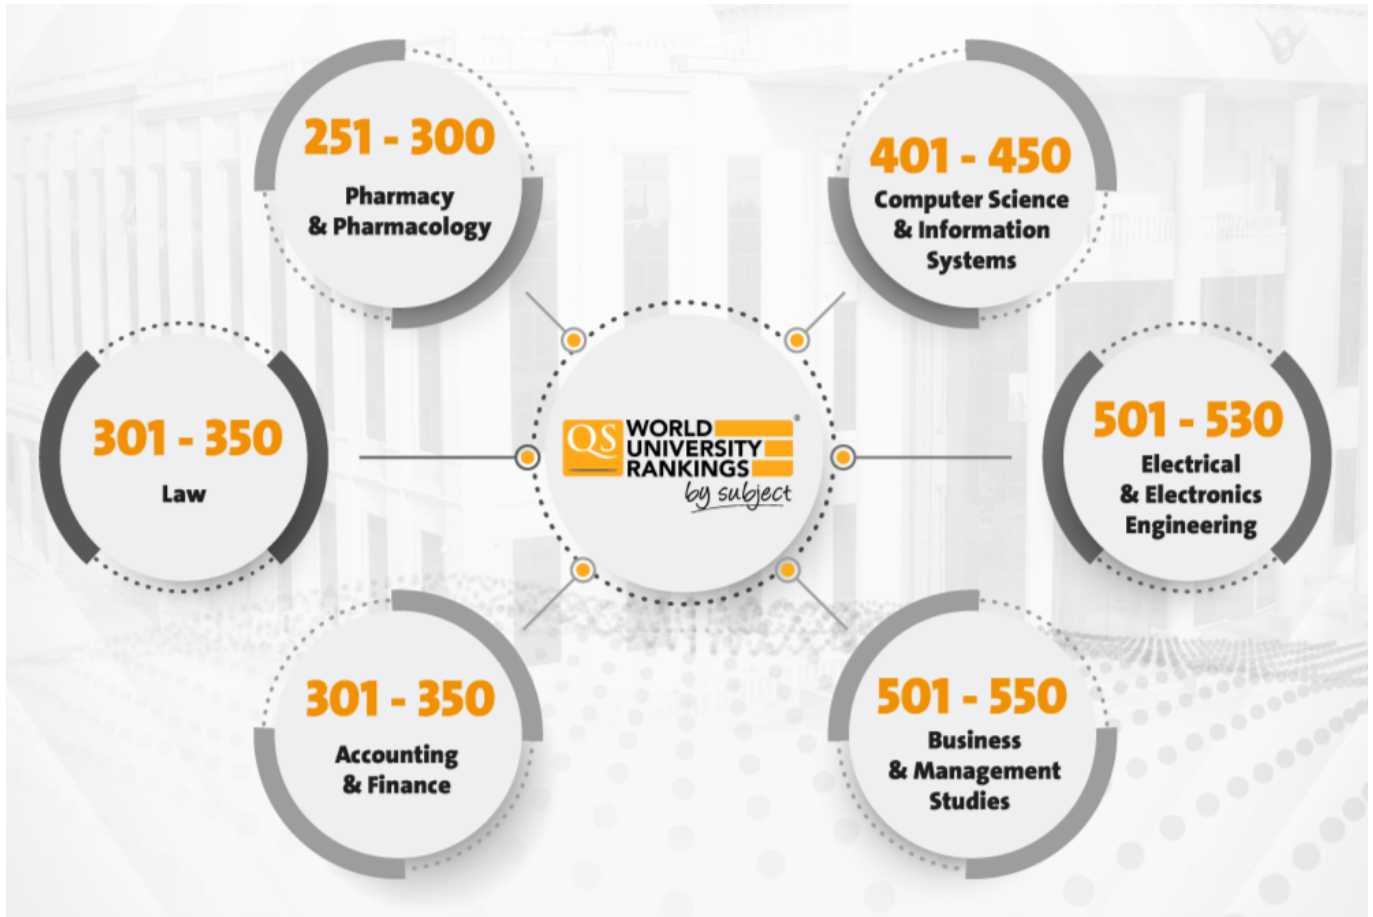 251 - 300
Pharmacy
& Pharmacology
401 - 450
Computer Science
& Information
Systems
301 - 350
Law
QS
WORLD
UNIVERSITY
RANKINGS
by subject
®
501 - 530
Electrical
& Electronics
Engineering
301 - 350
Accounting
& Finance
501 - 550
Business
& Management
Studies